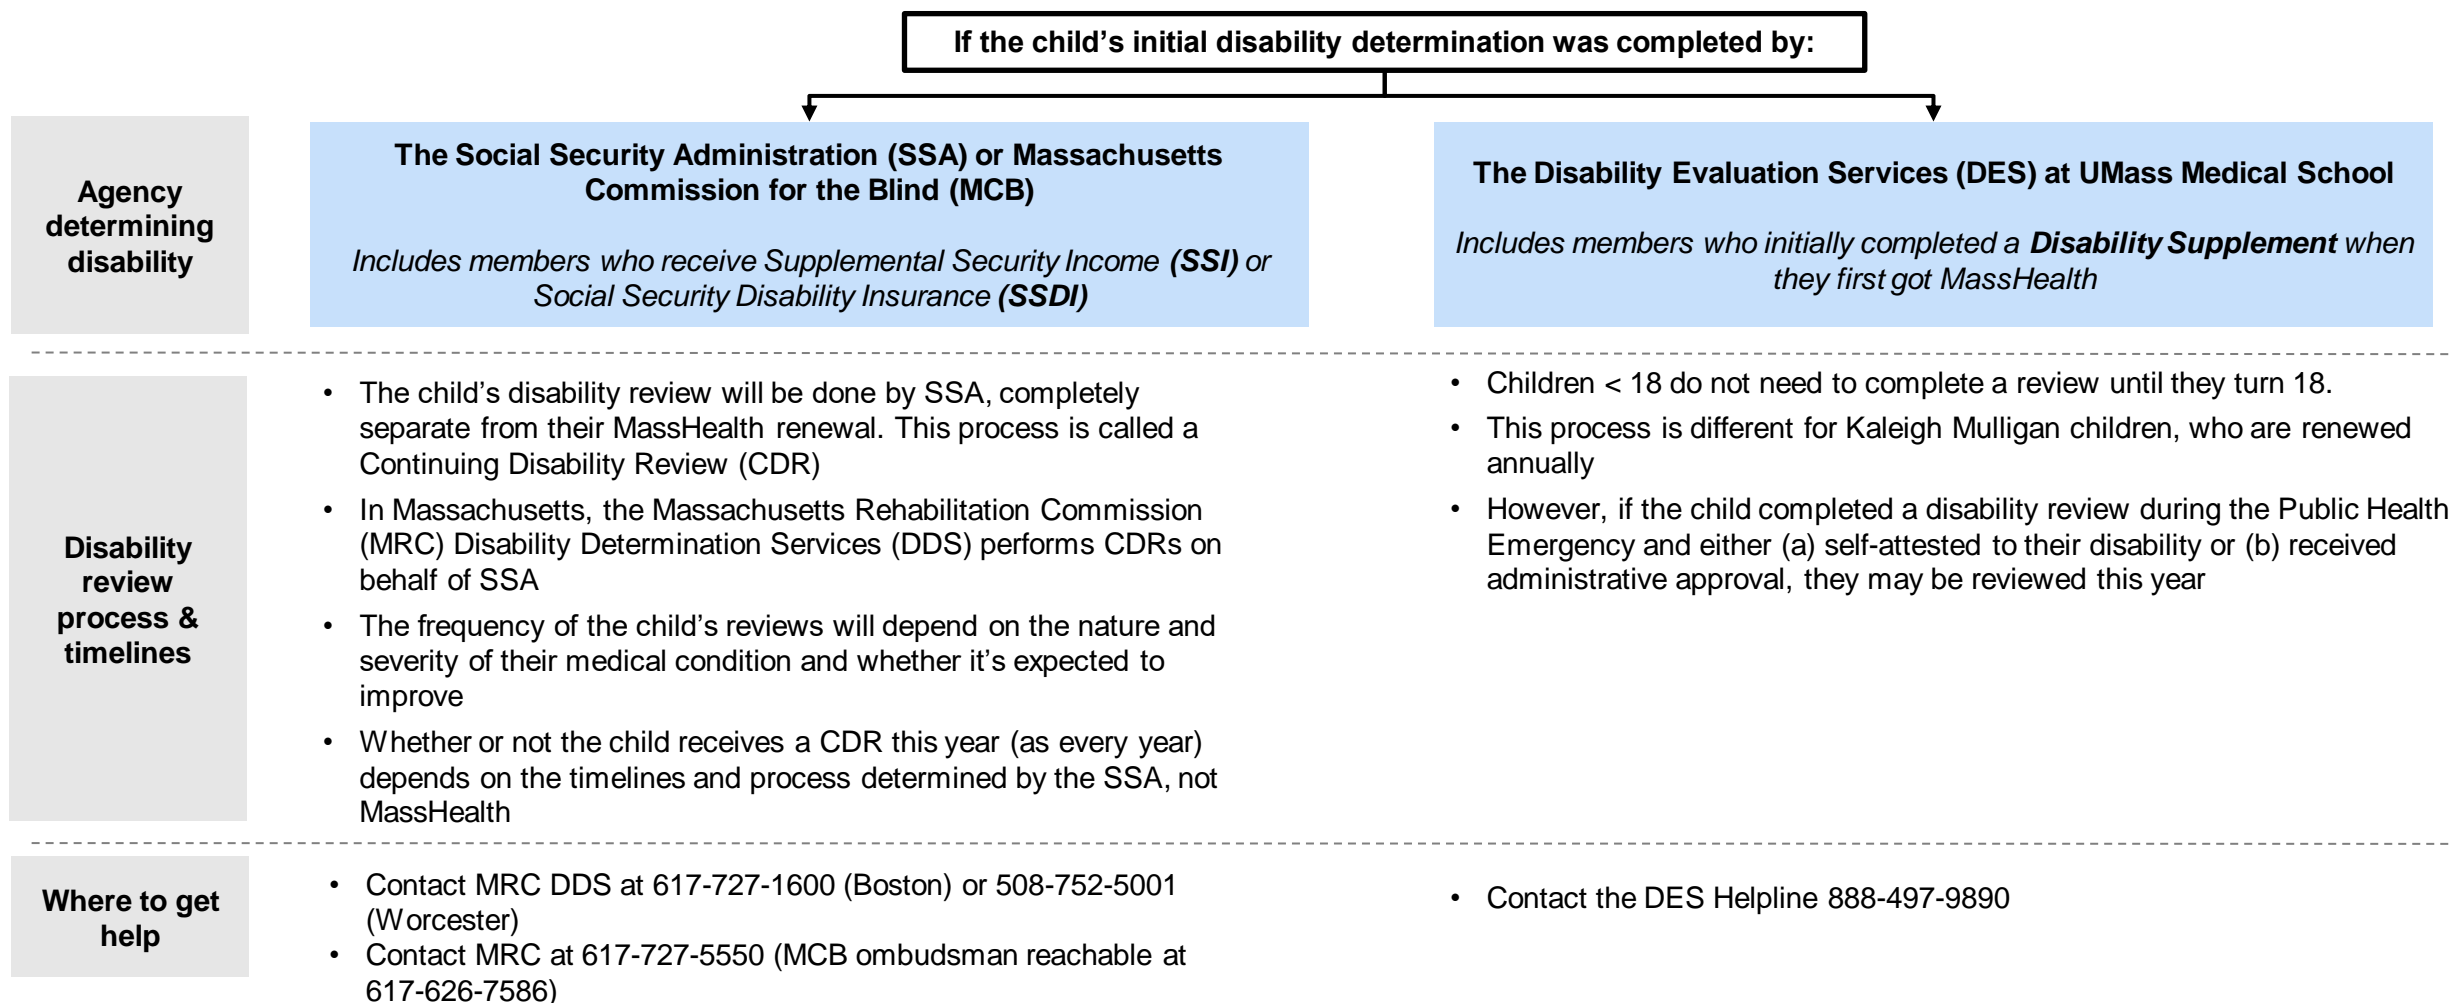 If the child’s initial disability determination was completed by:
Agency
determining
disability
The Social Security Administration (SSA) or Massachusetts
Commission for the Blind (MCB)
Includes members who receive Supplemental Security Income (SSI) or
Social Security Disability Insurance (SSDI)
The Disability Evaluation Services (DES) at UMass Medical School
Includes members who initially completed a Disability Supplement when
they first got MassHealth
Disability
review
process &
timelines
• The child’s disability review will be done by SSA, completely
separate from their MassHealth renewal. This process is called a
Continuing Disability Review (CDR)
• In Massachusetts, the Massachusetts Rehabilitation Commission
(MRC) Disability Determination Services (DDS) performs CDRs on
behalf of SSA
• The frequency of the child’s reviews will depend on the nature and
severity of their medical condition and whether it’s expected to
improve
• Whether or not the child receives a CDR this year (as every year)
depends on the timelines and process determined by the SSA, not
MassHealth
• Children < 18 do not need to complete a review until they turn 18.
• This process is different for Kaleigh Mulligan children, who are renewed
annually
• However, if the child completed a disability review during the Public Health
Emergency and either (a) self-attested to their disability or (b) received
administrative approval, they may be reviewed this year
Where to get
help
• Contact MRC DDS at 617-727-1600 (Boston) or 508-752-5001
(Worcester)
• Contact MRC at 617-727-5550 (MCB ombudsman reachable at
617-626-7586)
• Contact the DES Helpline 888-497-9890